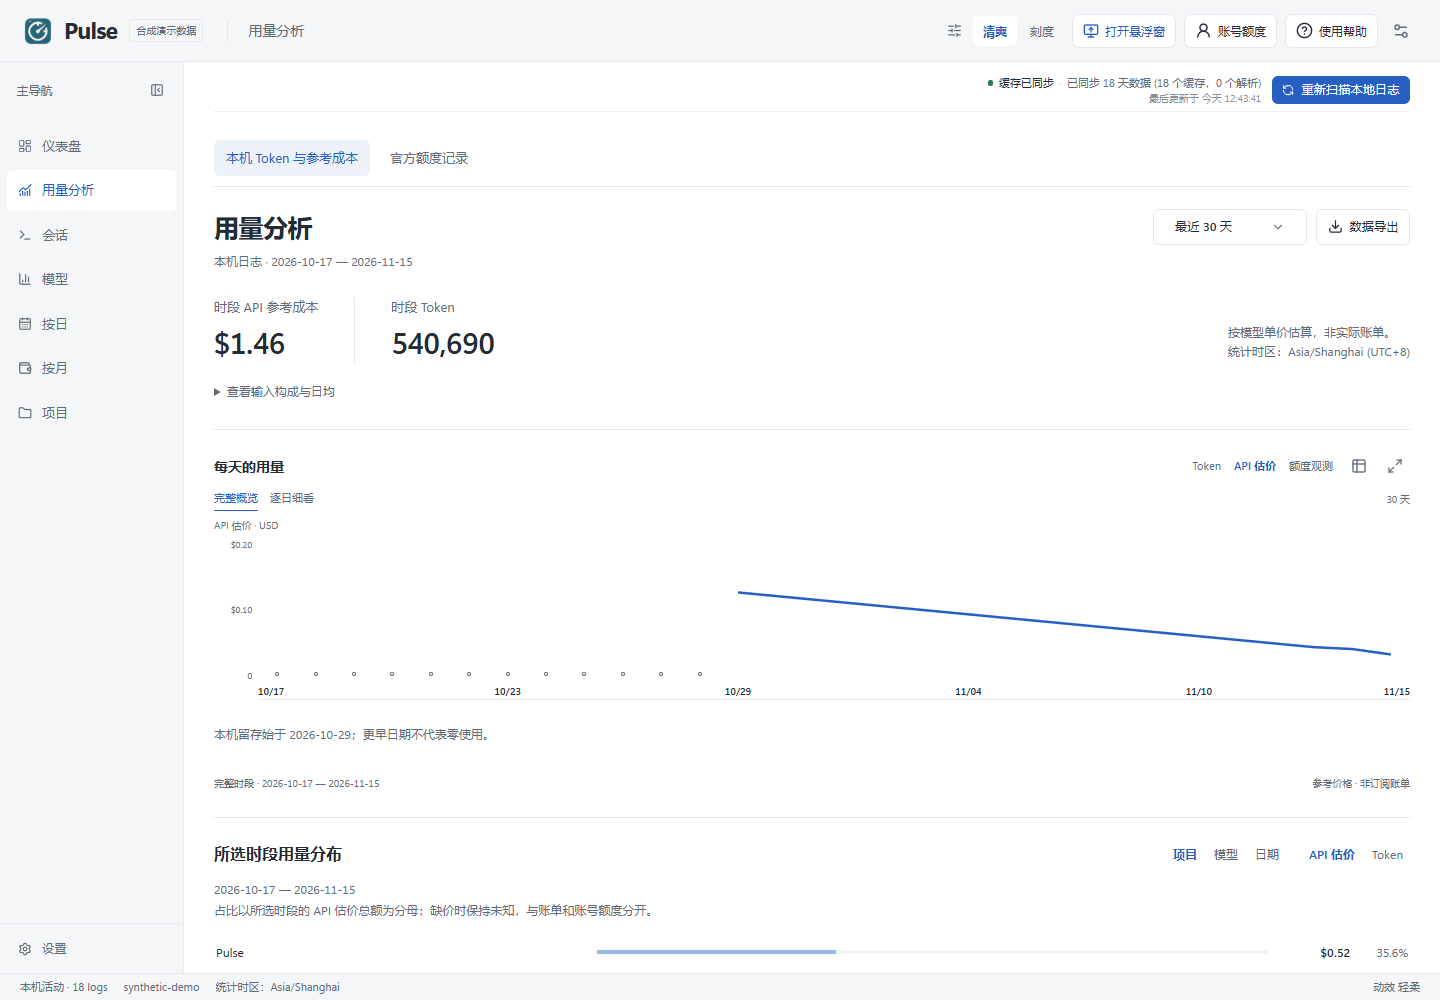 Pulse 合成演示数据 用量分析 清爽 刻度 打开悬浮窗 账号额度 使用帮助
主导航
仪表盘
用量分析
会话
模型
按日
按月
项目
设置
缓存已同步 · 已同步 18 天数据 (18 个缓存，0 个解析)
最后更新于 今天 12:43:41
重新扫描本地日志
本机 Token 与参考成本 官方额度记录
用量分析
最近 30 天 数据导出
本机日志 · 2026-10-17 — 2026-11-15
时段 API 参考成本 时段 Token
$1.46 540,690
按模型单价估算，非实际账单。
统计时区：Asia/Shanghai (UTC+8)
查看输入构成与日均
每天的用量 Token API 估价 额度观测
完整概览 逐日细看 30 天
API 估价 · USD
$0.20
$0.10
0
10/17 10/23 10/29 11/04 11/10 11/15
本机留存始于 2026-10-29；更早日期不代表零使用。
完整时段 · 2026-10-17 — 2026-11-15 参考价格 · 非订阅账单
所选时段用量分布 项目 模型 日期 API 估价 Token
2026-10-17 — 2026-11-15
占比以所选时段的 API 估价总额为分母；缺价时保持未知，与账单和账号额度分开。
Pulse $0.52 35.6%
本机活动 · 18 logs synthetic-demo 统计时区：Asia/Shanghai 动效 轻柔